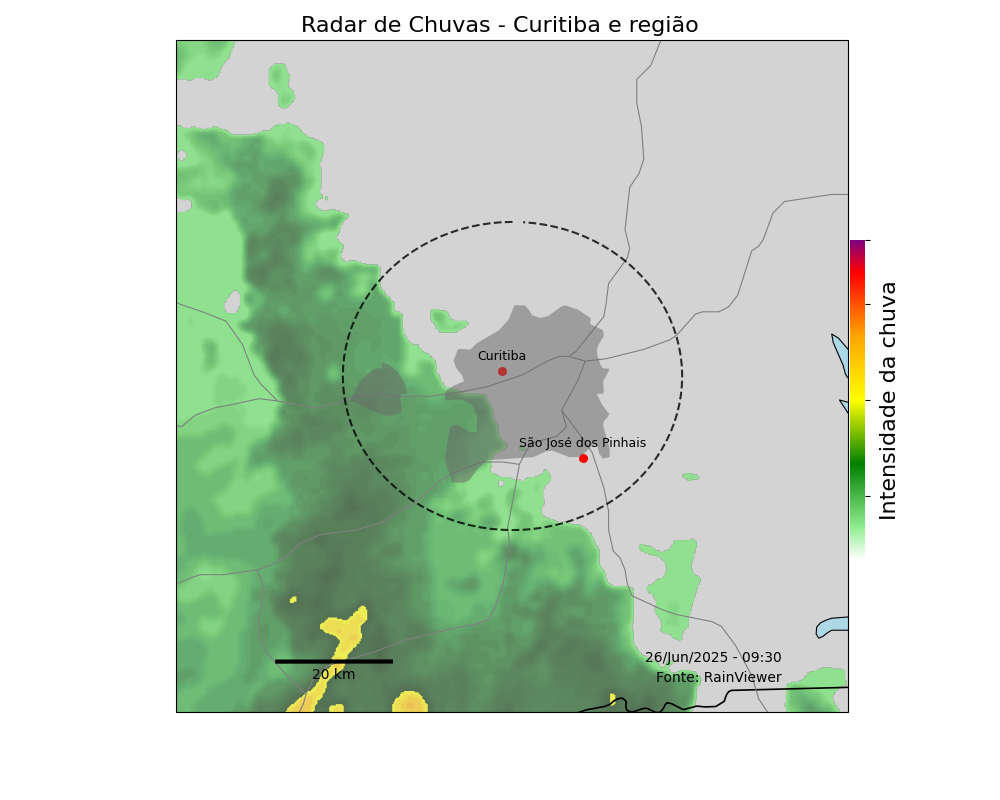 Radar de Chuvas - Curitiba e região
Curitiba
São José dos Pinhais
Intensidade da chuva
26/Jun/2025 - 09:30
20 km
Fonte: RainViewer